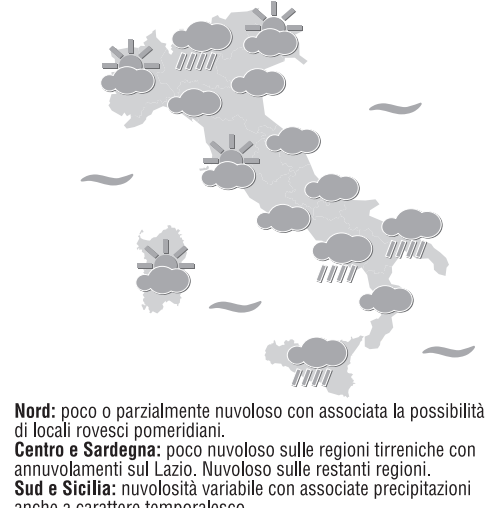 Nord: poco o parzialmente nuvoloso con associata la possibilità
di locali rovesci pomeridiani.
Centro e Sardegna: poco nuvoloso sulle regioni tirreniche con
annuvolamenti sul Lazio. Nuvoloso sulle restanti regioni.
Sud e Sicilia: nuvolosità variabile con associate precipitazioni
anche a carattere temporalesco.